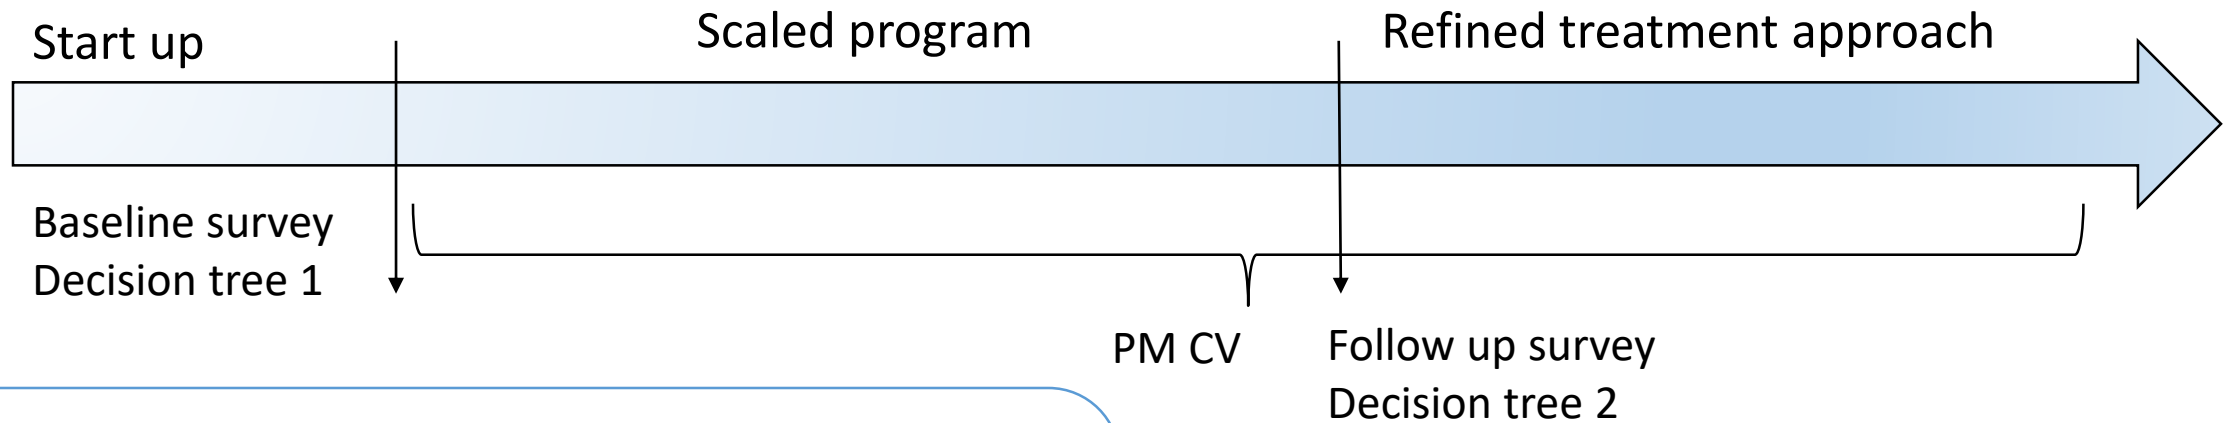 Start up
Scaled program
Refined treatment approach
Baseline survey
Decision tree 1
PM CV
Follow up survey
Decision tree 2